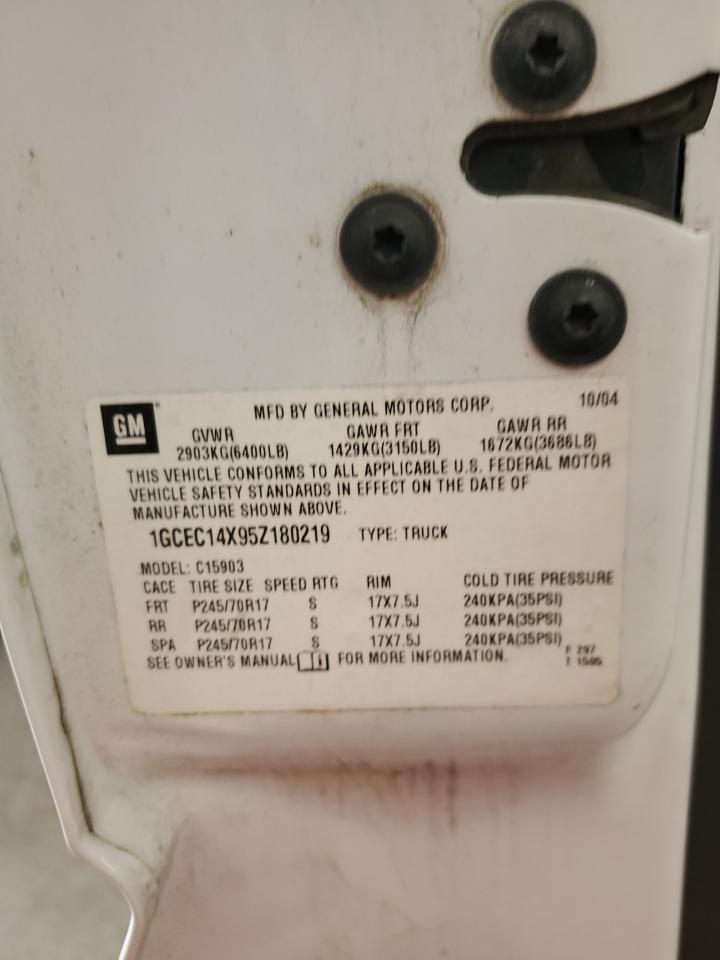 GM
MFD BY GENERAL MOTORS CORP. 10/04
GVWR GAWR FRT GAWR RR
2903KG(6400LB) 1429KG(3150LB) 1672KG(3686LB)
THIS VEHICLE CONFORMS TO ALL APPLICABLE U.S. FEDERAL MOTOR
VEHICLE SAFETY STANDARDS IN EFFECT ON THE DATE OF
MANUFACTURE SHOWN ABOVE.
1GCEC14X95Z180219 TYPE: TRUCK
MODEL: C15903
CACE TIRE SIZE SPEED RTG RIM COLD TIRE PRESSURE
FRT P245/70R17 S 17X7.5J 240KPA(35PSI)
RR P245/70R17 S 17X7.5J 240KPA(35PSI)
SPA P245/70R17 S 17X7.5J 240KPA(35PSI)
SEE OWNER'S MANUAL FOR MORE INFORMATION.
F 297
T